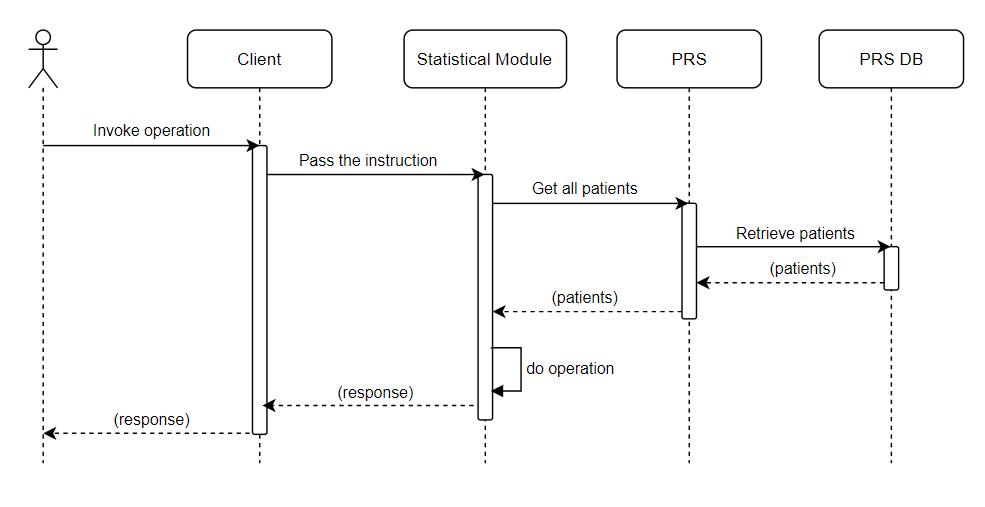 Client
Statistical Module
PRS
PRS DB
Invoke operation
Pass the instruction
Get all patients
Retrieve patients
(patients)
(patients)
do operation
(response)
(response)